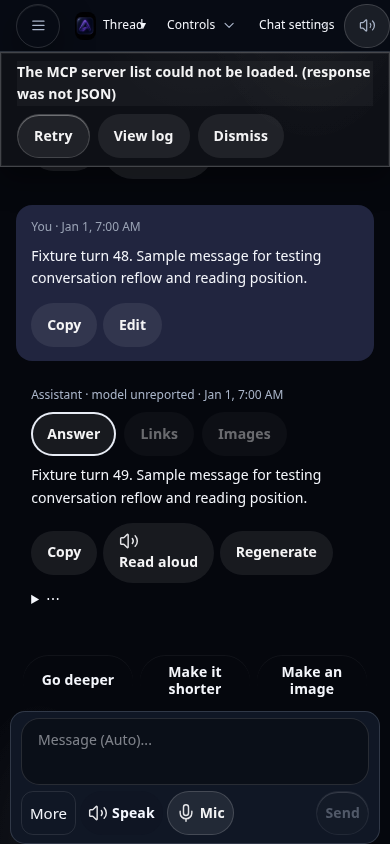 Thread
Controls
Chat settings
The MCP server list could not be loaded. (response
was not JSON)
Retry
View log
Dismiss
You · Jan 1, 7:00 AM
Fixture turn 48. Sample message for testing
conversation reflow and reading position.
Copy
Edit
Assistant · model unreported · Jan 1, 7:00 AM
Answer
Links
Images
Fixture turn 49. Sample message for testing
conversation reflow and reading position.
Copy
Read aloud
Regenerate
...
Go deeper
Make it
shorter
Make an
image
Message (Auto)...
More
Speak
Mic
Send